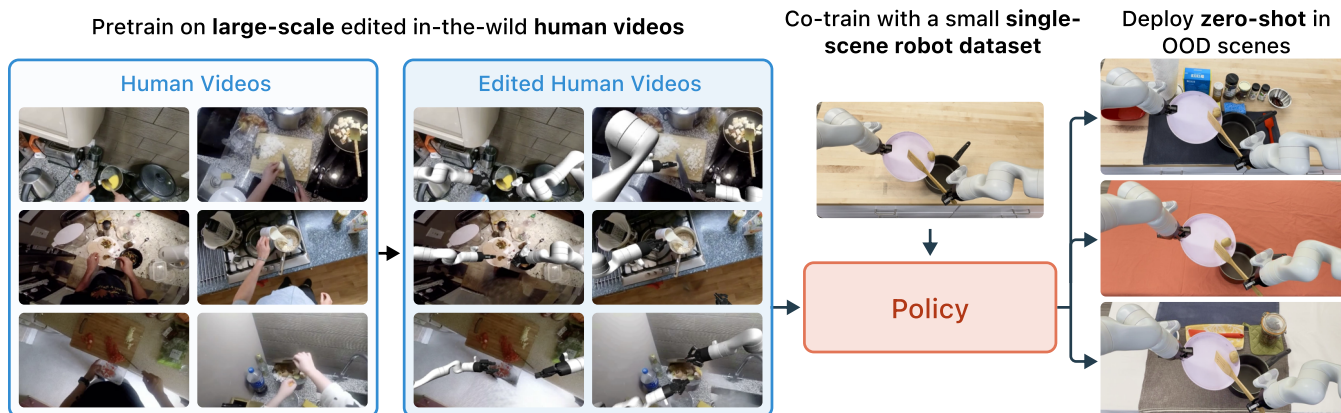 Pretrain on large-scale edited in-the-wild human videos
Human Videos
Edited Human Videos
Co-train with a small single-
scene robot dataset
Policy
Deploy zero-shot in
OOD scenes